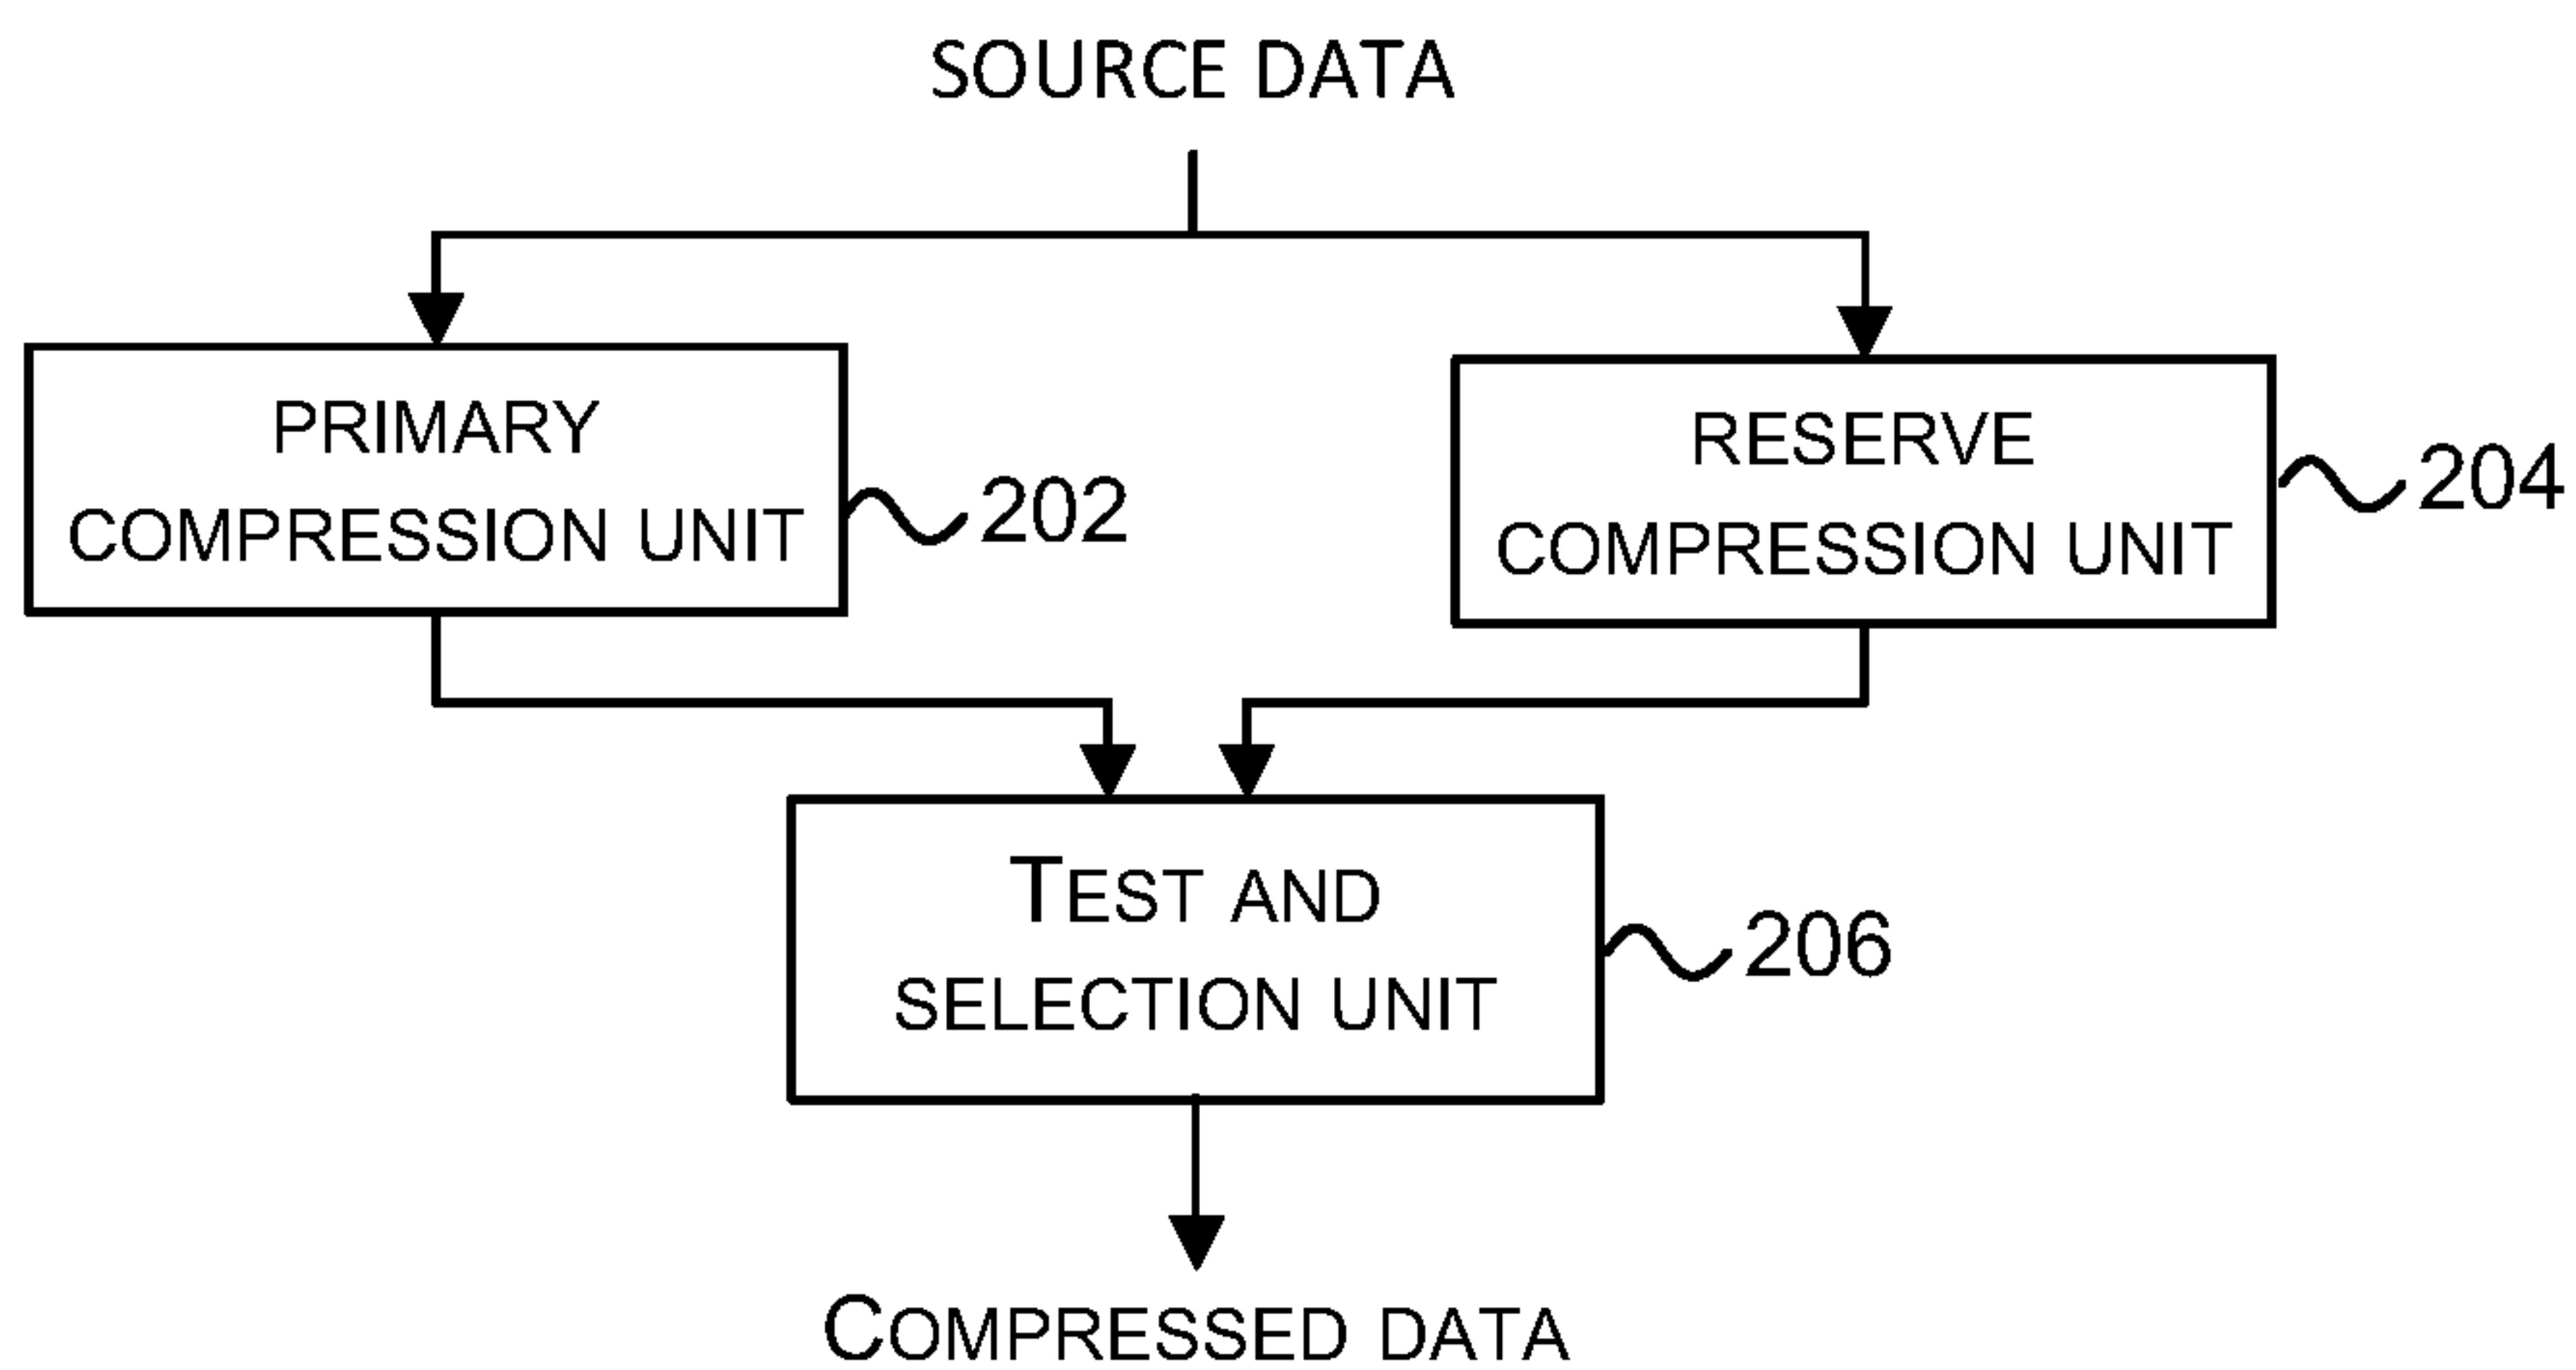 SOURCE DATA
PRIMARY
COMPRESSION UNIT
202
RESERVE
COMPRESSION UNIT
204
TEST AND
SELECTION UNIT
206
COMPRESSED DATA